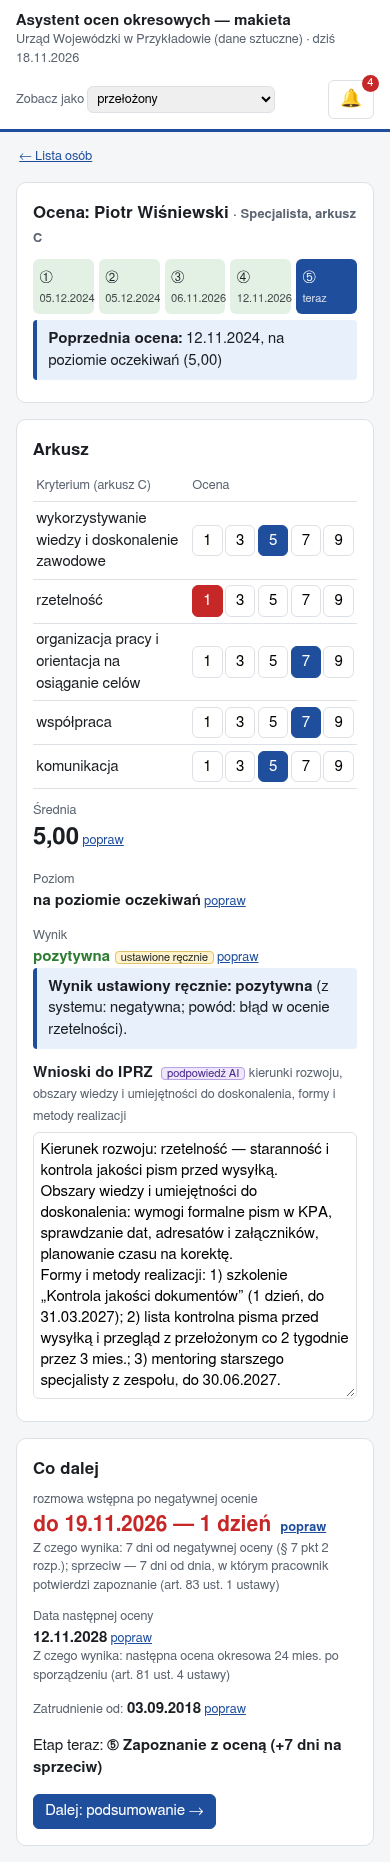 Asystent ocen okresowych — makieta
Urząd Wojewódzki w Przykładowie (dane sztuczne) · dziś
18.11.2026
Zobacz jako przełożony
4
← Lista osób
Ocena: Piotr Wiśniewski · Specjalista, arkusz
C
① ② ③ ④ ⑤
05.12.2024 05.12.2024 06.11.2026 12.11.2026 teraz
Poprzednia ocena: 12.11.2024, na
poziomie oczekiwań (5,00)
Arkusz
Kryterium (arkusz C) Ocena
wykorzystywanie
wiedzy i doskonalenie 1 3 5 7 9
zawodowe
rzetelność 1 3 5 7 9
organizacja pracy i
orientacja na 1 3 5 7 9
osiąganie celów
współpraca 1 3 5 7 9
komunikacja 1 3 5 7 9
Średnia
5,00 popraw
Poziom
na poziomie oczekiwań popraw
Wynik
pozytywna ustawione ręcznie popraw
Wynik ustawiony ręcznie: pozytywna (z
systemu: negatywna; powód: błąd w ocenie
rzetelności).
Wnioski do IPRZ podpowiedź AI kierunki rozwoju,
obszary wiedzy i umiejętności do doskonalenia, formy i
metody realizacji
Kierunek rozwoju: rzetelność — staranność i
kontrola jakości pism przed wysyłką.
Obszary wiedzy i umiejętności do
doskonalenia: wymogi formalne pism w KPA,
sprawdzanie dat, adresatów i załączników,
planowanie czasu na korektę.
Formy i metody realizacji: 1) szkolenie
„Kontrola jakości dokumentów” (1 dzień, do
31.03.2027); 2) lista kontrolna pisma przed
wysyłką i przegląd z przełożonym co 2 tygodnie
przez 3 mies.; 3) mentoring starszego
specjalisty z zespołu, do 30.06.2027.
Co dalej
rozmowa wstępna po negatywnej ocenie
do 19.11.2026 — 1 dzień popraw
Z czego wynika: 7 dni od negatywnej oceny (§ 7 pkt 2
rozp.); sprzeciw — 7 dni od dnia, w którym pracownik
potwierdzi zapoznanie (art. 83 ust. 1 ustawy)
Data następnej oceny
12.11.2028 popraw
Z czego wynika: następna ocena okresowa 24 mies. po
sporządzeniu (art. 81 ust. 4 ustawy)
Zatrudnienie od: 03.09.2018 popraw
Etap teraz: ⑤ Zapoznanie z oceną (+7 dni na
sprzeciw)
Dalej: podsumowanie →